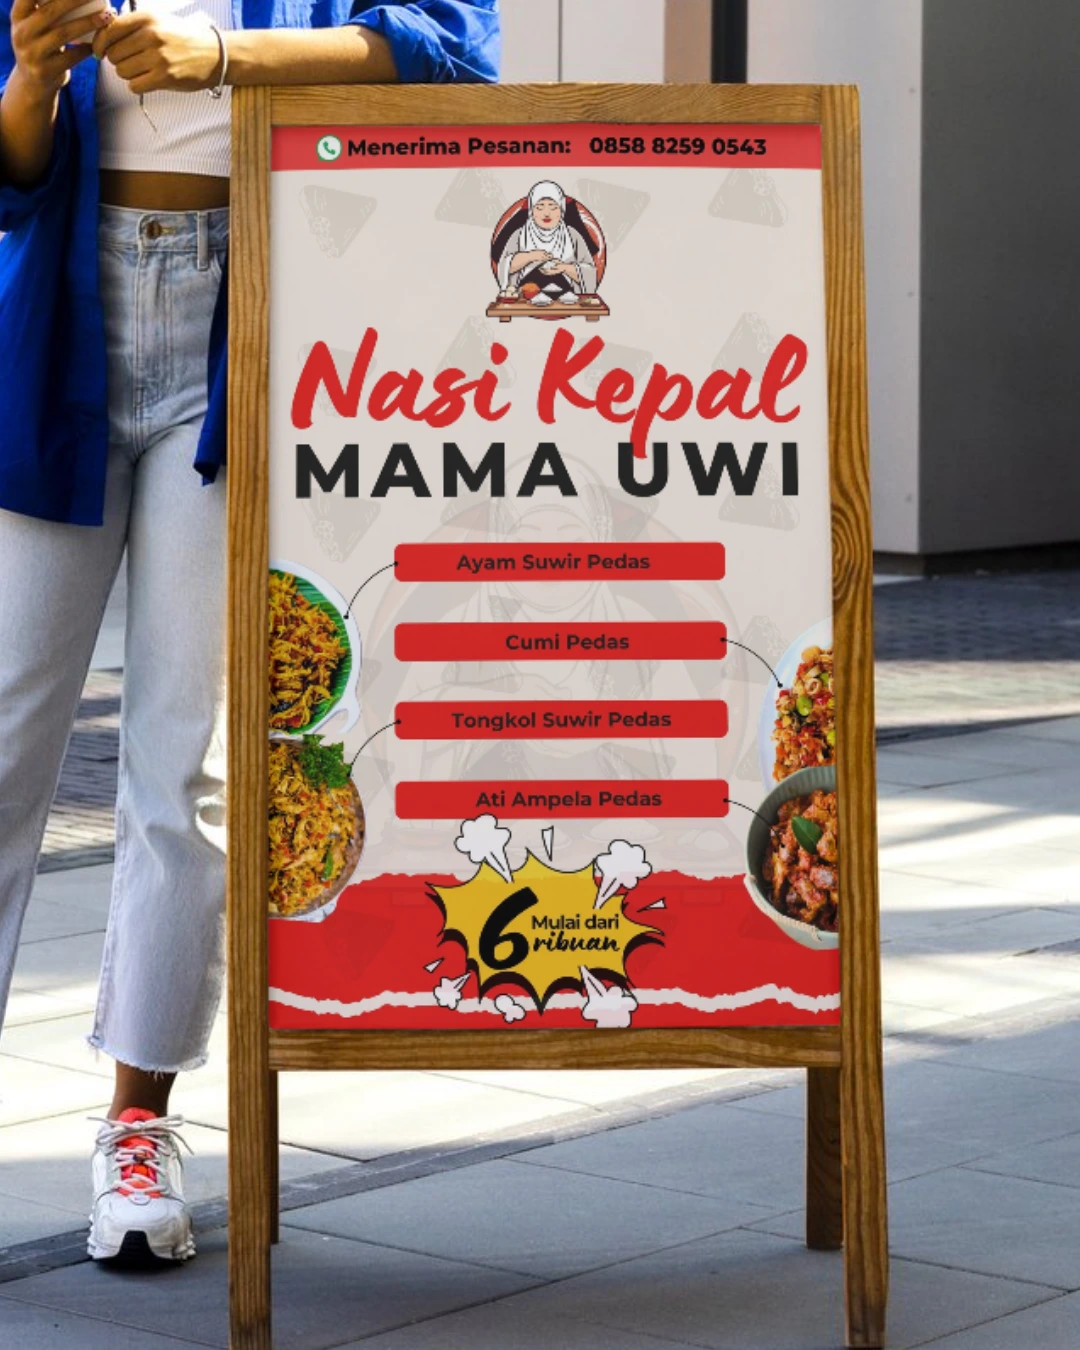 Menerima Pesanan: 0858 8259 0543
Nasi Kepal
MAMA UWI
Ayam Suwir Pedas
Cumi Pedas
Tongkol Suwir Pedas
Ati Ampela Pedas
6 Mulai dari
ribuan